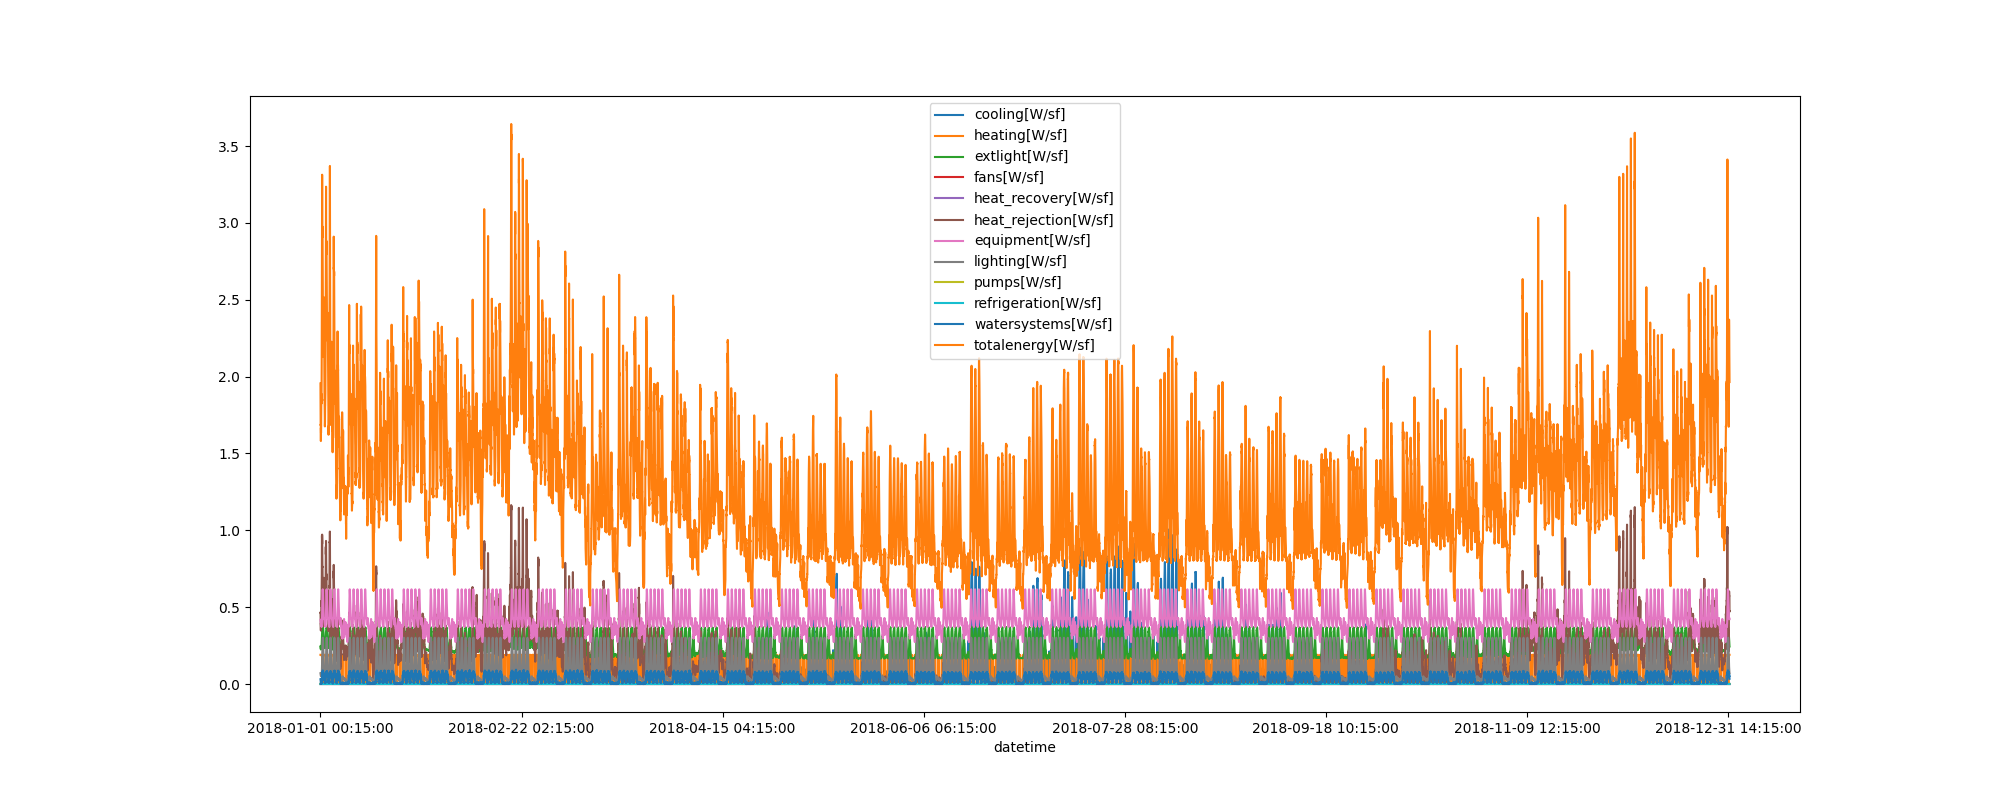 3.5
3.0
2.5
2.0
1.5
1.0
0.5
0.0
cooling[W/sf]
heating[W/sf]
extlight[W/sf]
fans[W/sf]
heat_recovery[W/sf]
heat_rejection[W/sf]
equipment[W/sf]
lighting[W/sf]
pumps[W/sf]
refrigeration[W/sf]
watersystems[W/sf]
totalenergy[W/sf]
2018-01-01 00:15:00 2018-02-22 02:15:00 2018-04-15 04:15:00 2018-06-06 06:15:00 2018-07-28 08:15:00 2018-09-18 10:15:00 2018-11-09 12:15:00 2018-12-31 14:15:00
datetime